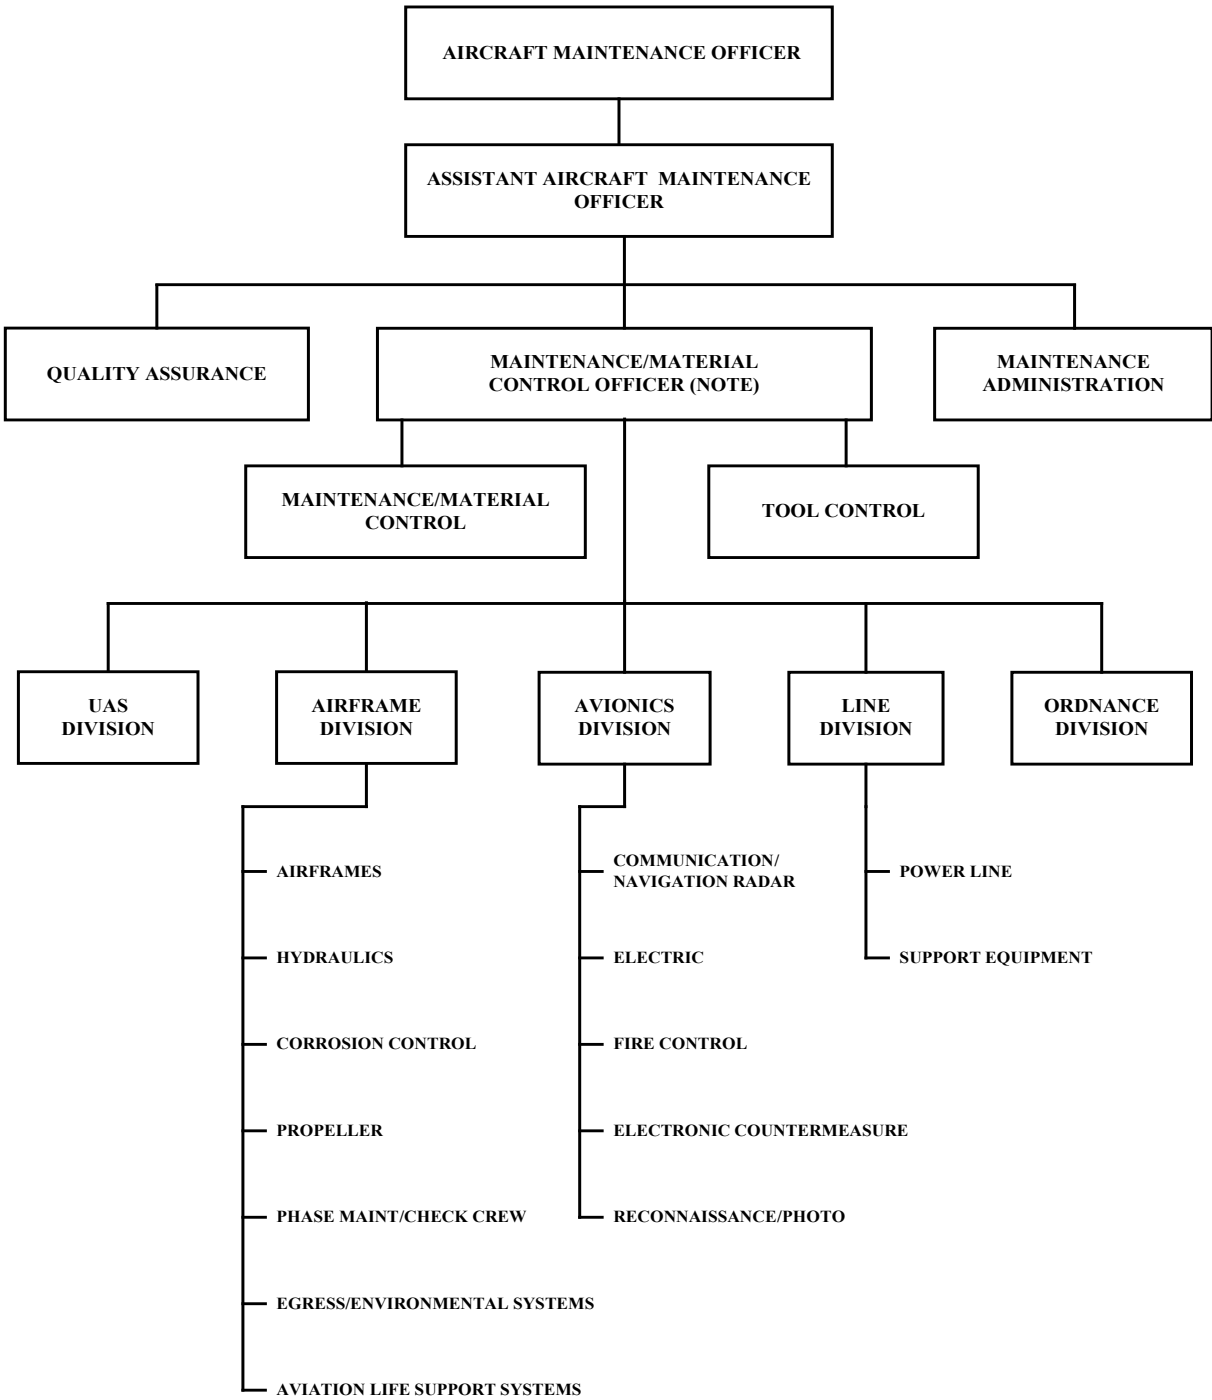 AIRCRAFT MAINTENANCE OFFICER
ASSISTANT AIRCRAFT MAINTENANCE
OFFICER
QUALITY ASSURANCE
MAINTENANCE/MATERIAL
CONTROL OFFICER (NOTE)
MAINTENANCE
ADMINISTRATION
MAINTENANCE/MATERIAL
CONTROL
TOOL CONTROL
UAS
DIVISION
AIRFRAME
DIVISION
AVIONICS
DIVISION
LINE
DIVISION
ORDNANCE
DIVISION
AIRFRAMES
HYDRAULICS
CORROSION CONTROL
PROPELLER
PHASE MAINT/CHECK CREW
EGRESS/ENVIRONMENTAL SYSTEMS
AVIATION LIFE SUPPORT SYSTEMS
COMMUNICATION/
NAVIGATION RADAR
ELECTRIC
FIRE CONTROL
ELECTRONIC COUNTERMEASURE
RECONNAISSANCE/PHOTO
POWER LINE
SUPPORT EQUIPMENT